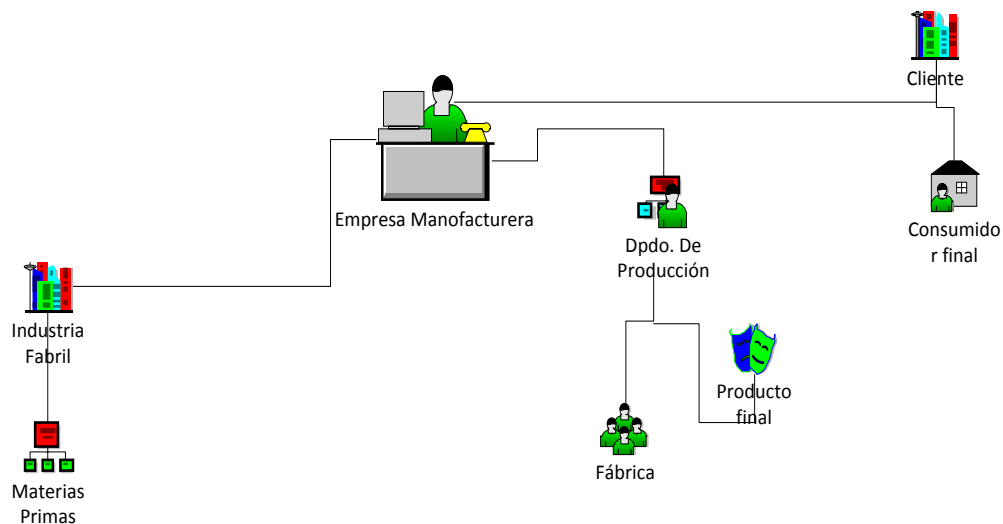 Cliente
Empresa Manofacturera
Consumido
r final
Dpdo. De
Producción
Industria
Fabril
Producto
final
Fábrica
Materias
Primas